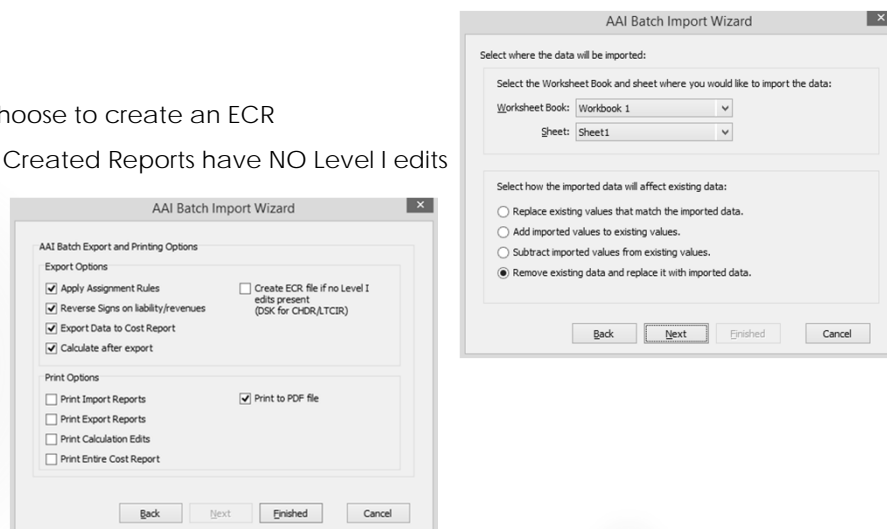 AAI Batch Import Wizard
Select where the data will be imported:
Select the Worksheet Book and sheet where you would like to import the data:
Worksheet Book: Workbook 1
Sheet: Sheet1
Select how the imported data will affect existing data:
Replace existing values that match the imported data.
Add imported values to existing values.
Subtract imported values from existing values.
Remove existing data and replace it with imported data.
Back Next Finished Cancel
hoose to create an ECR
Created Reports have NO Level I edits
AAI Batch Import Wizard
AAI Batch Export and Printing Options
Export Options
Apply Assignment Rules
Reverse Signs on liability/revenues
Export Data to Cost Report
Calculate after export
Create ECR file if no Level I
edits present
(DSK for CHDR/LTCIR)
Print Options
Print Import Reports
Print Export Reports
Print Calculation Edits
Print Entire Cost Report
Print to PDF file
Back Next Finished Cancel